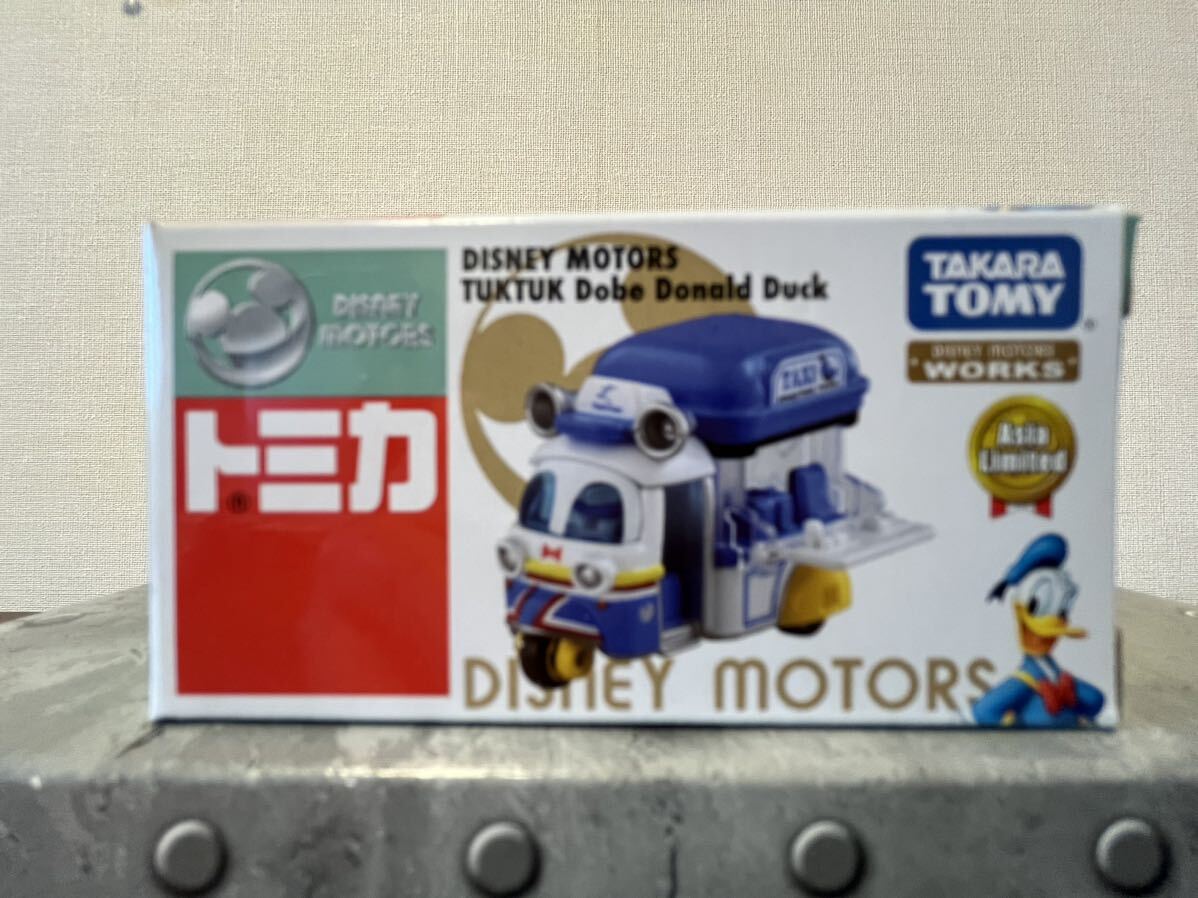 DISNEY MOTORS
トミカ
DISNEY MOTORS
TUKTUK Dobe Donald Duck
TAXI
DISNEY MOTORS
TAKARA TOMY
DISNEY MOTORS
"WORKS"
Asia
Limited